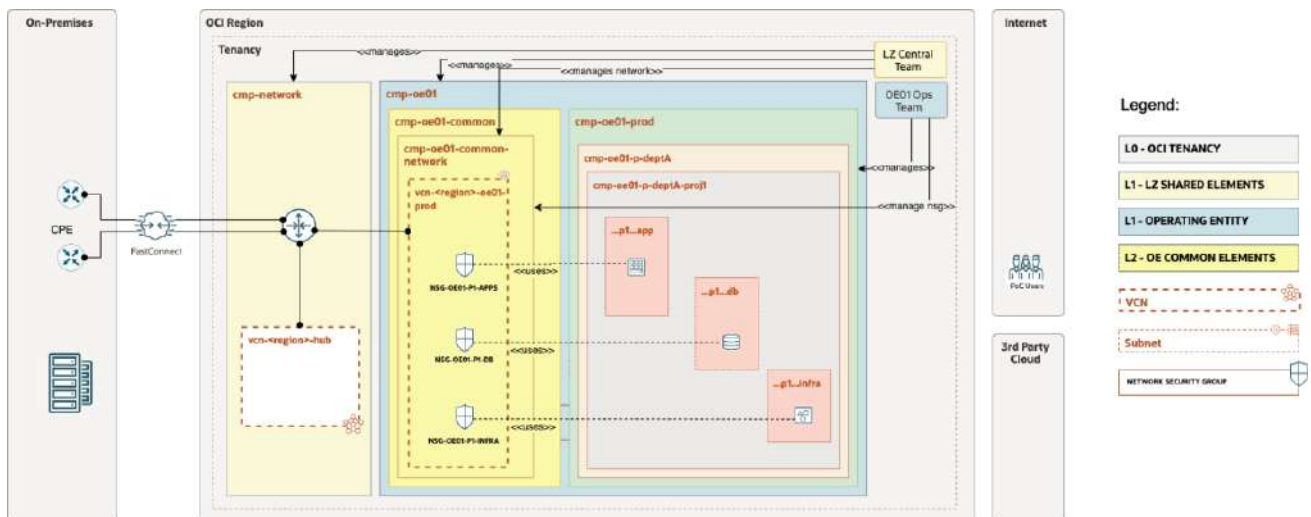 On-Premises
OCI Region
Internet
Tenancy
<<manages>>
<<manages>>
<<manages network>>
LZ Central
Team
OE01 Ops
Team
cmp-network
cmp-oe01
cmp-oe01-common
cmp-oe01-prod
cmp-oe01-common-
network
cmp-oe01-p-deptA
<<manages>>
cmp-oe01-p-deptA-proj1
vcn-<region>-oe01-
prod
<<manage nsg>>
CPE
FastConnect
...p1...app
<<uses>>
NSG-OE01-P1-APPS
...p1...db
<<uses>>
NSG-OE01-P1-DB
vcn-<region>-hub
...p1...infra
<<uses>>
NSG-OE01-P1-INFRA
PoC Users
3rd Party
Cloud
Legend:
L0 - OCI TENANCY
L1 - LZ SHARED ELEMENTS
L1 - OPERATING ENTITY
L2 - OE COMMON ELEMENTS
VCN
Subnet
NETWORK SECURITY GROUP